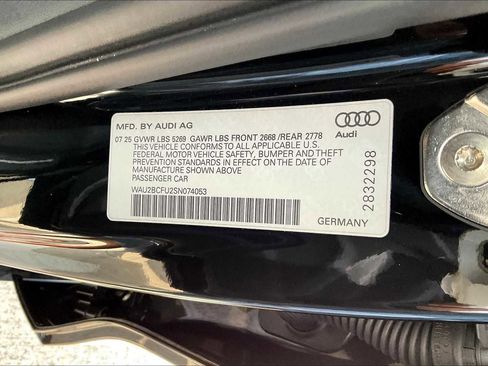 MFD. BY AUDI AG
07 25 GVWR LBS 5269 GAWR LBS FRONT 2668 /REAR 2778
THIS VEHICLE CONFORMS TO ALL APPLICABLE U.S.
FEDERAL MOTOR VEHICLE SAFETY, BUMPER AND THEFT
PREVENTION STANDARDS IN EFFECT ON THE DATE OF
MANUFACTURE SHOWN ABOVE
PASSENGER CAR
WAU2BCFU2SN074053
Audi
2832298
GERMANY